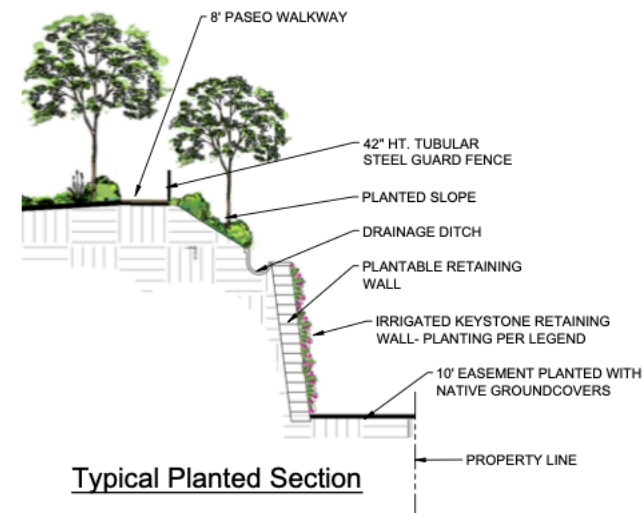 8' PASEO WALKWAY
42" HT. TUBULAR
STEEL GUARD FENCE
PLANTED SLOPE
DRAINAGE DITCH
PLANTABLE RETAINING
WALL
IRRIGATED KEYSTONE RETAINING
WALL- PLANTING PER LEGEND
10' EASEMENT PLANTED WITH
NATIVE GROUNDCOVERS
PROPERTY LINE
Typical Planted Section